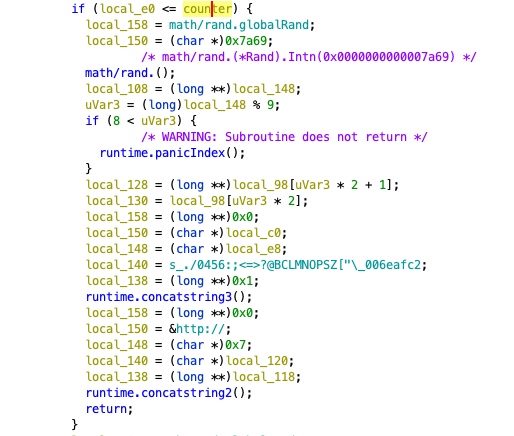 if (local_e0 <= counter) {
local_158 = math/rand.globalRand;
local_150 = (char *)0x7a69;
/* math/rand.(*Rand).Intn(0x0000000000007a69) */
math/rand.();
local_108 = (long **)local_148;
uVar3 = (long)local_148 % 9;
if (8 < uVar3) {
/* WARNING: Subroutine does not return */
runtime.panicIndex();
}
local_128 = (long **)local_98[uVar3 * 2 + 1];
local_130 = local_98[uVar3 * 2];
local_158 = (long **)0x0;
local_150 = (char *)local_c0;
local_148 = (char *)local_e8;
local_140 = s_./0456:;<=>?@BCLMNOPSZ["\_006eafc2;
local_138 = (long **)0x1;
runtime.concatstring3();
local_158 = (long **)0x0;
local_150 = &http://;
local_148 = (char *)0x7;
local_140 = (char *)local_120;
local_138 = (long **)local_118;
runtime.concatstring2();
return;
}